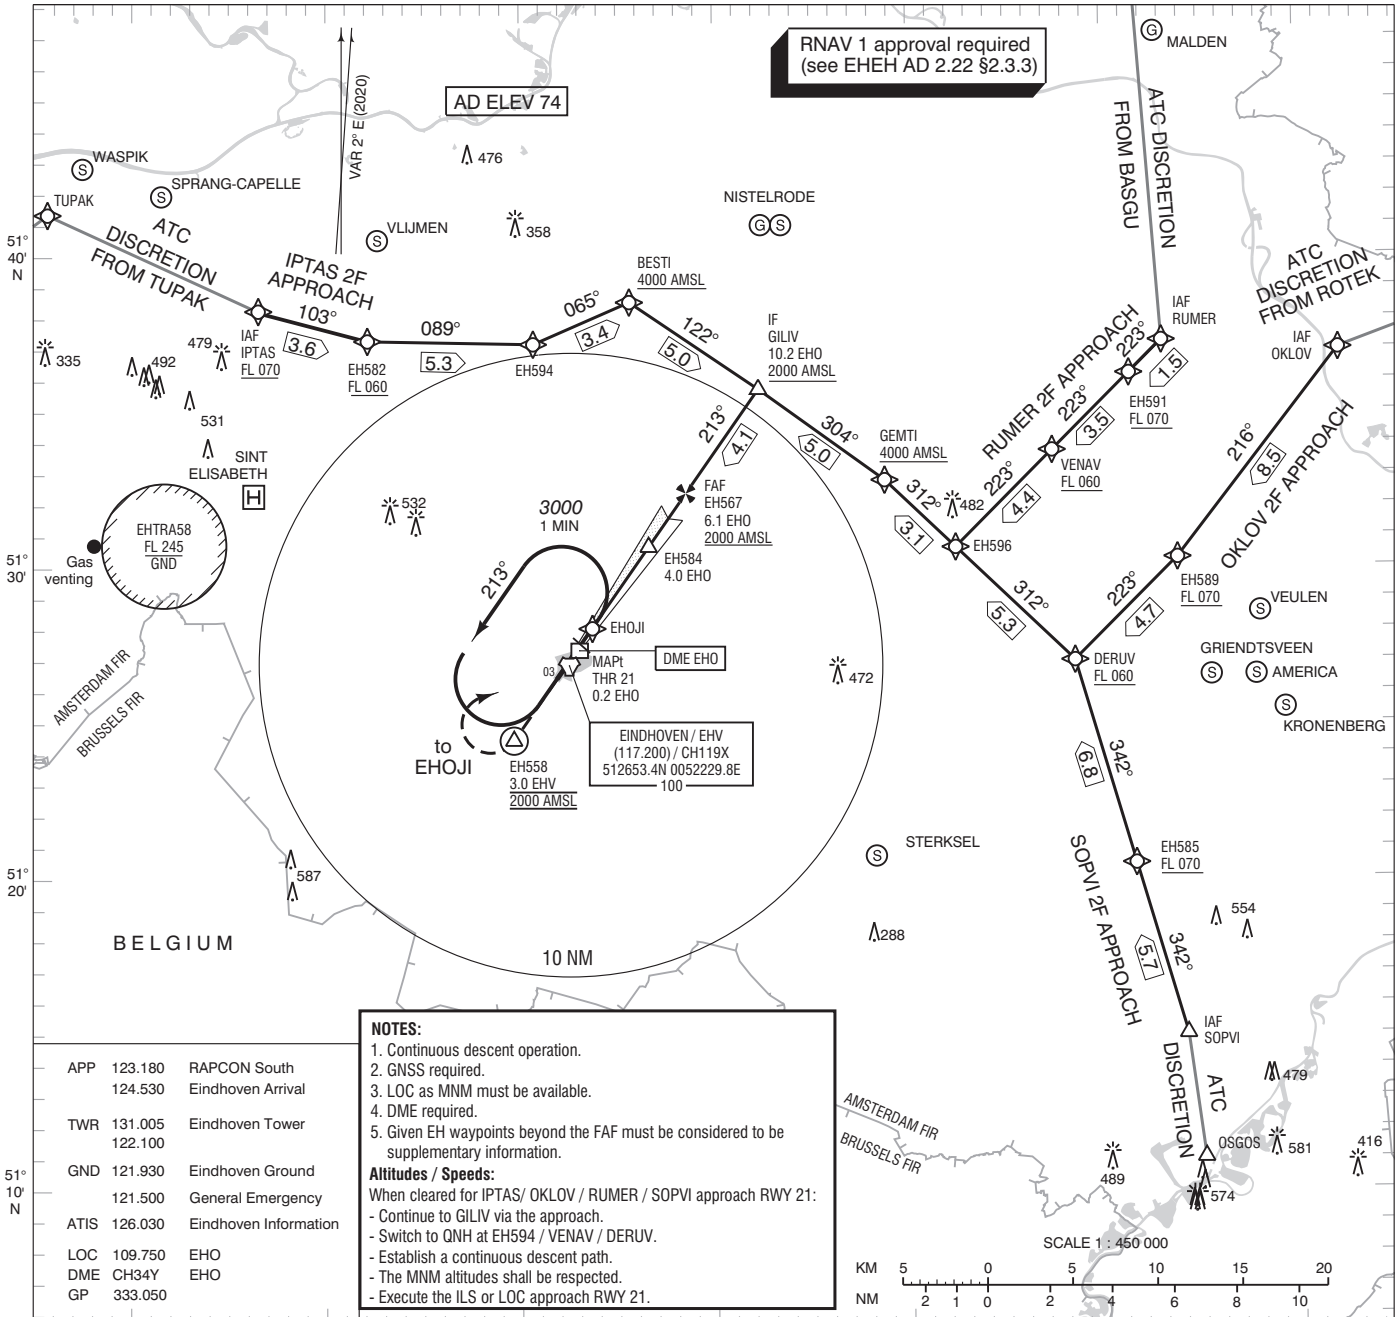 RNAV 1 approval required
(see EHEH AD 2.22 §2.3.3)
G
MALDEN
AD ELEV 74
VAR 2° E (2020)
476
S
WASPIK
S
SPRANG-CAPELLE
TUPAK
S
VLIJMEN
358
NISTELRODE
G
S
ATC DISCRETION
FROM BASGU
ATC
DISCRETION
FROM TUPAK
51°
40'
N
IPTAS 2F
APPROACH
BESTI
4000 AMSL
ATC
DISCRETION
FROM ROTEK
103°
3.6
089°
5.3
065°
3.4
122°
5.0
IF
GILIV
10.2 EHO
2000 AMSL
IAF
RUMER
IAF
OKLOV
335
492
479
IAF
IPTAS
FL 070
EH582
FL 060
EH594
RUMER 2F APPROACH
223°
1.5
EH591
FL 070
223°
3.5
531
SINT
ELISABETH
H
213°
4.1
304°
5.0
GEMTI
4000 AMSL
VENAV
FL 060
216°
8.5
OKLOV 2F APPROACH
FAF
EH567
6.1 EHO
2000 AMSL
312°
3.1
482
223°
4.4
EH596
532
3000
1 MIN
EHTRA58
FL 245
GND
Gas
venting
51°
30'
EH584
4.0 EHO
213°
312°
5.3
223°
4.7
EH589
FL 070
S
VEULEN
EHOJI
DME EHO
MAPt
THR 21
0.2 EHO
03
472
DERUV
FL 060
GRIENDTSVEEN
S
S
AMERICA
S
KRONENBERG
AMSTERDAM FIR
BRUSSELS FIR
to
EHOJI
EH558
3.0 EHV
2000 AMSL
EINDHOVEN / EHV
(117.200) / CH119X
512653.4N 0052229.8E
100
342°
6.8
STERKSEL
S
EH585
FL 070
587
51°
20'
SOPVI 2F APPROACH
554
288
BELGIUM
10 NM
342°
5.7
IAF
SOPVI
ATC
DISCRETION
479
AMSTERDAM FIR
BRUSSELS FIR
OSGOS
581
416
489
574
51°
10'
N
APP 123.180 RAPCON South
124.530 Eindhoven Arrival
TWR 131.005 Eindhoven Tower
122.100
GND 121.930 Eindhoven Ground
121.500 General Emergency
ATIS 126.030 Eindhoven Information
LOC 109.750 EHO
DME CH34Y EHO
GP 333.050
NOTES:
1. Continuous descent operation.
2. GNSS required.
3. LOC as MNM must be available.
4. DME required.
5. Given EH waypoints beyond the FAF must be considered to be
supplementary information.
Altitudes / Speeds:
When cleared for IPTAS/ OKLOV / RUMER / SOPVI approach RWY 21:
- Continue to GILIV via the approach.
- Switch to QNH at EH594 / VENAV / DERUV.
- Establish a continuous descent path.
- The MNM altitudes shall be respected.
- Execute the ILS or LOC approach RWY 21.
SCALE 1 : 450 000
KM 5 0 5 10 15 20
NM 2 1 0 2 4 6 8 10